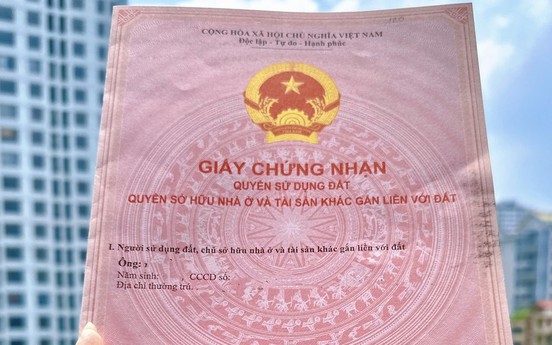 CỘNG HÒA XÃ HỘI CHỦ NGHĨA VIỆT NAM
Độc lập - Tự do - Hạnh phúc
GIẤY CHỨNG NHẬN
QUYỀN SỬ DỤNG ĐẤT
QUYỀN SỞ HỮU NHÀ Ở VÀ TÀI SẢN KHÁC GẮN LIỀN VỚI ĐẤT
I. Người sử dụng đất, chủ sở hữu nhà ở và tài sản khác gắn liền với đất
Ông:
Năm sinh: , CCCD số:
Địa chỉ thường trú: